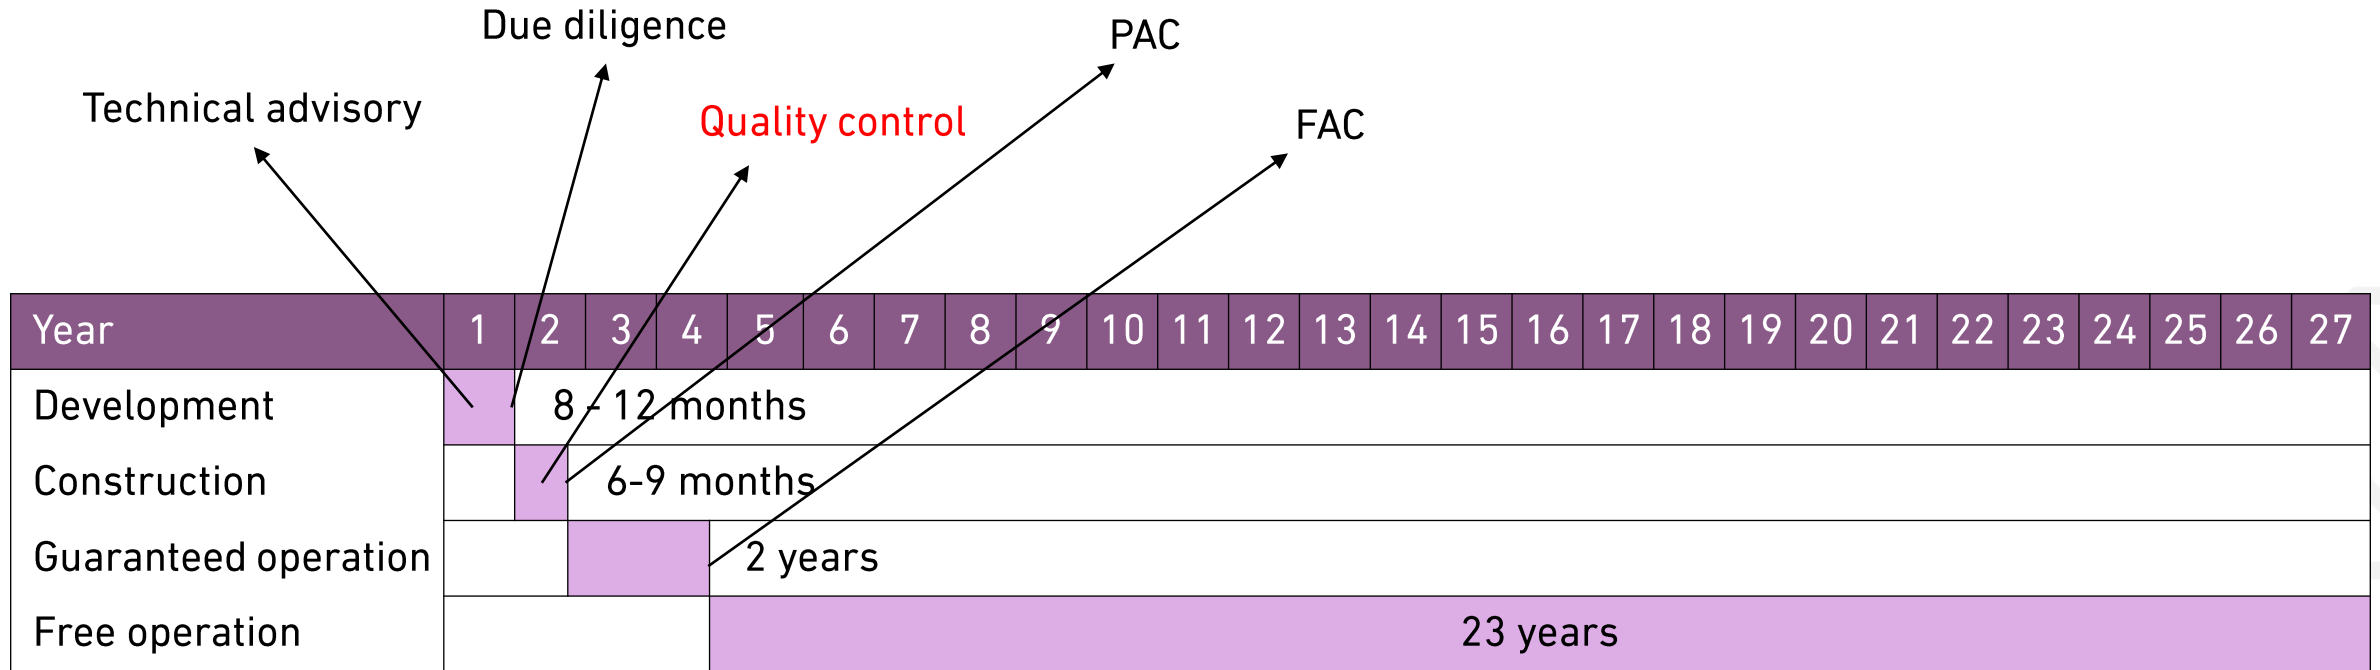 Due diligence
PAC
Technical advisory
Quality control
FAC
Year 1 2 3 4 5 6 7 8 9 10 11 12 13 14 15 16 17 18 19 20 21 22 23 24 25 26 27
Development 8 - 12 months
Construction 6-9 months
Guaranteed operation 2 years
Free operation 23 years